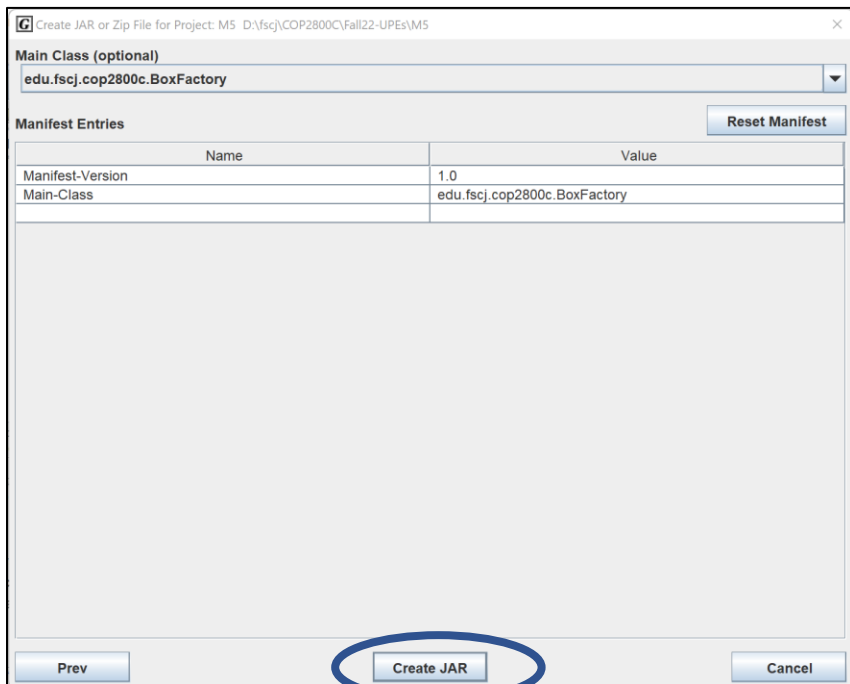 G Create JAR or Zip File for Project: M5 D:\fscj\COP2800C\Fall22-UPEs\M5
Main Class (optional)
edu.fscj.cop2800c.BoxFactory
Manifest Entries Reset Manifest
Name Value
Manifest-Version 1.0
Main-Class edu.fscj.cop2800c.BoxFactory
Prev Create JAR Cancel